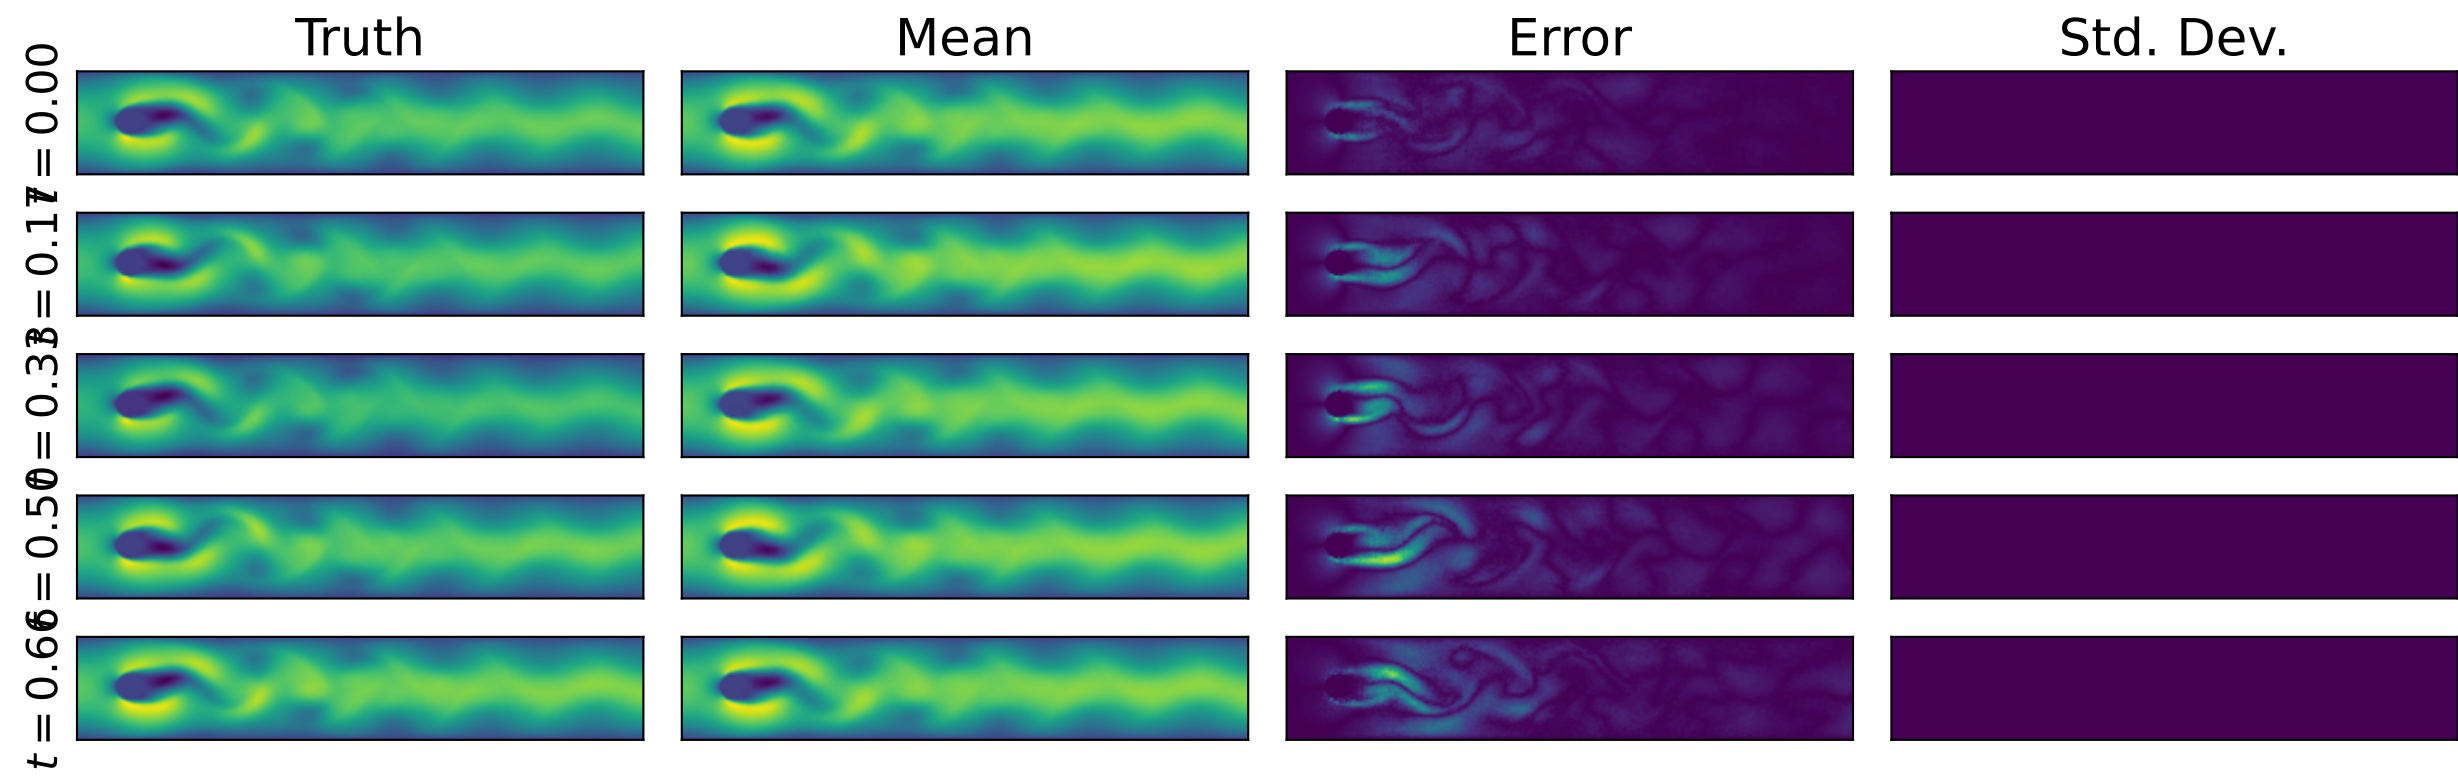 Truth Mean Error Std. Dev.
t = 0.00
t = 0.17
t = 0.33
t = 0.50
t = 0.66